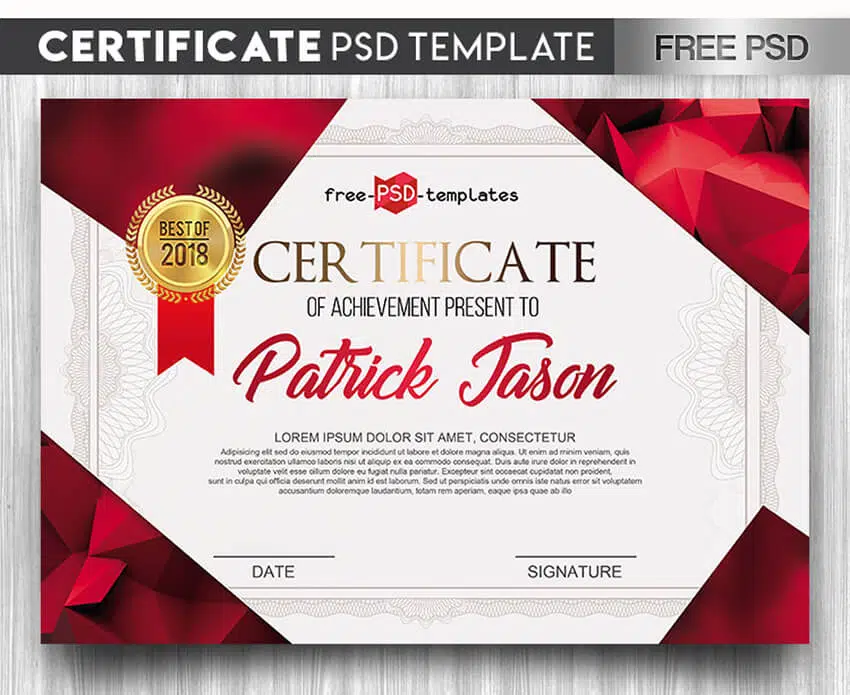 CERTIFICATE PSD TEMPLATE
FREE PSD
free-PSD-templates
BEST OF
2018
CERTIFICATE
OF ACHIEVEMENT PRESENT TO
Patrick Jason
LOREM IPSUM DOLOR SIT AMET, CONSECTETUR
Adipisicing elit, sed do eiusmod tempor incididunt ut labore et dolore magna aliqua. Ut enim ad minim veniam,
quis nostrud exercitation ullamco laboris nisi ut aliquip ex ea commodo consequat. Duis aute irure dolor in reprehenderit in
voluptate velit esse cillum dolore eu fugiat nulla pariatur. Excepteur sint occaecat cupidatat non proident,
sunt in culpa qui officia deserunt mollit anim id est laborum. Sed ut perspiciatis unde omnis iste natus error sit voluptatem
accusantium doloremque laudantium, totam rem aperiam, eaque ipsa quae ab illo
DATE
SIGNATURE